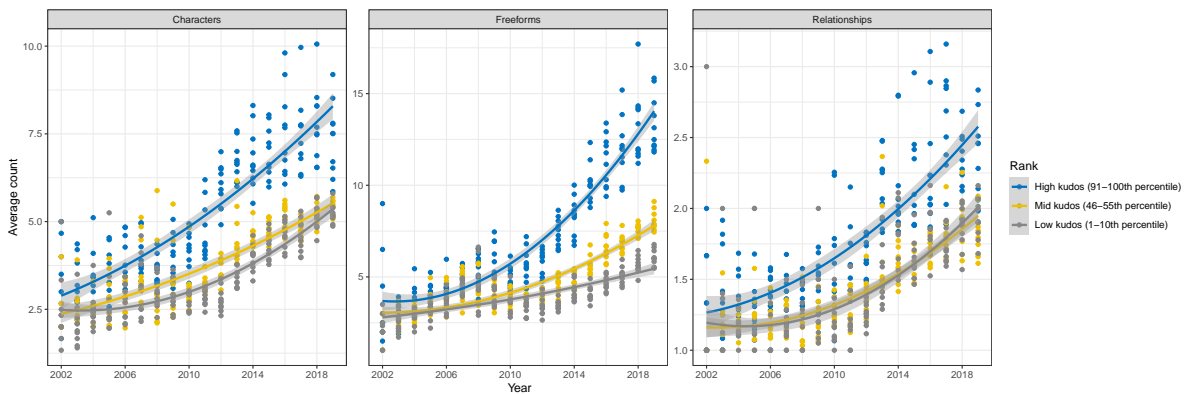 Characters
Freeforms
Relationships
Average count
10.0
7.5
5.0
2.5
15
10
5
3.0
2.5
2.0
1.5
1.0
2002 2006 2010 2014 2018
2002 2006 2010 2014 2018
2002 2006 2010 2014 2018
Year
Rank
High kudos (91−100th percentile)
Mid kudos (46−55th percentile)
Low kudos (1−10th percentile)